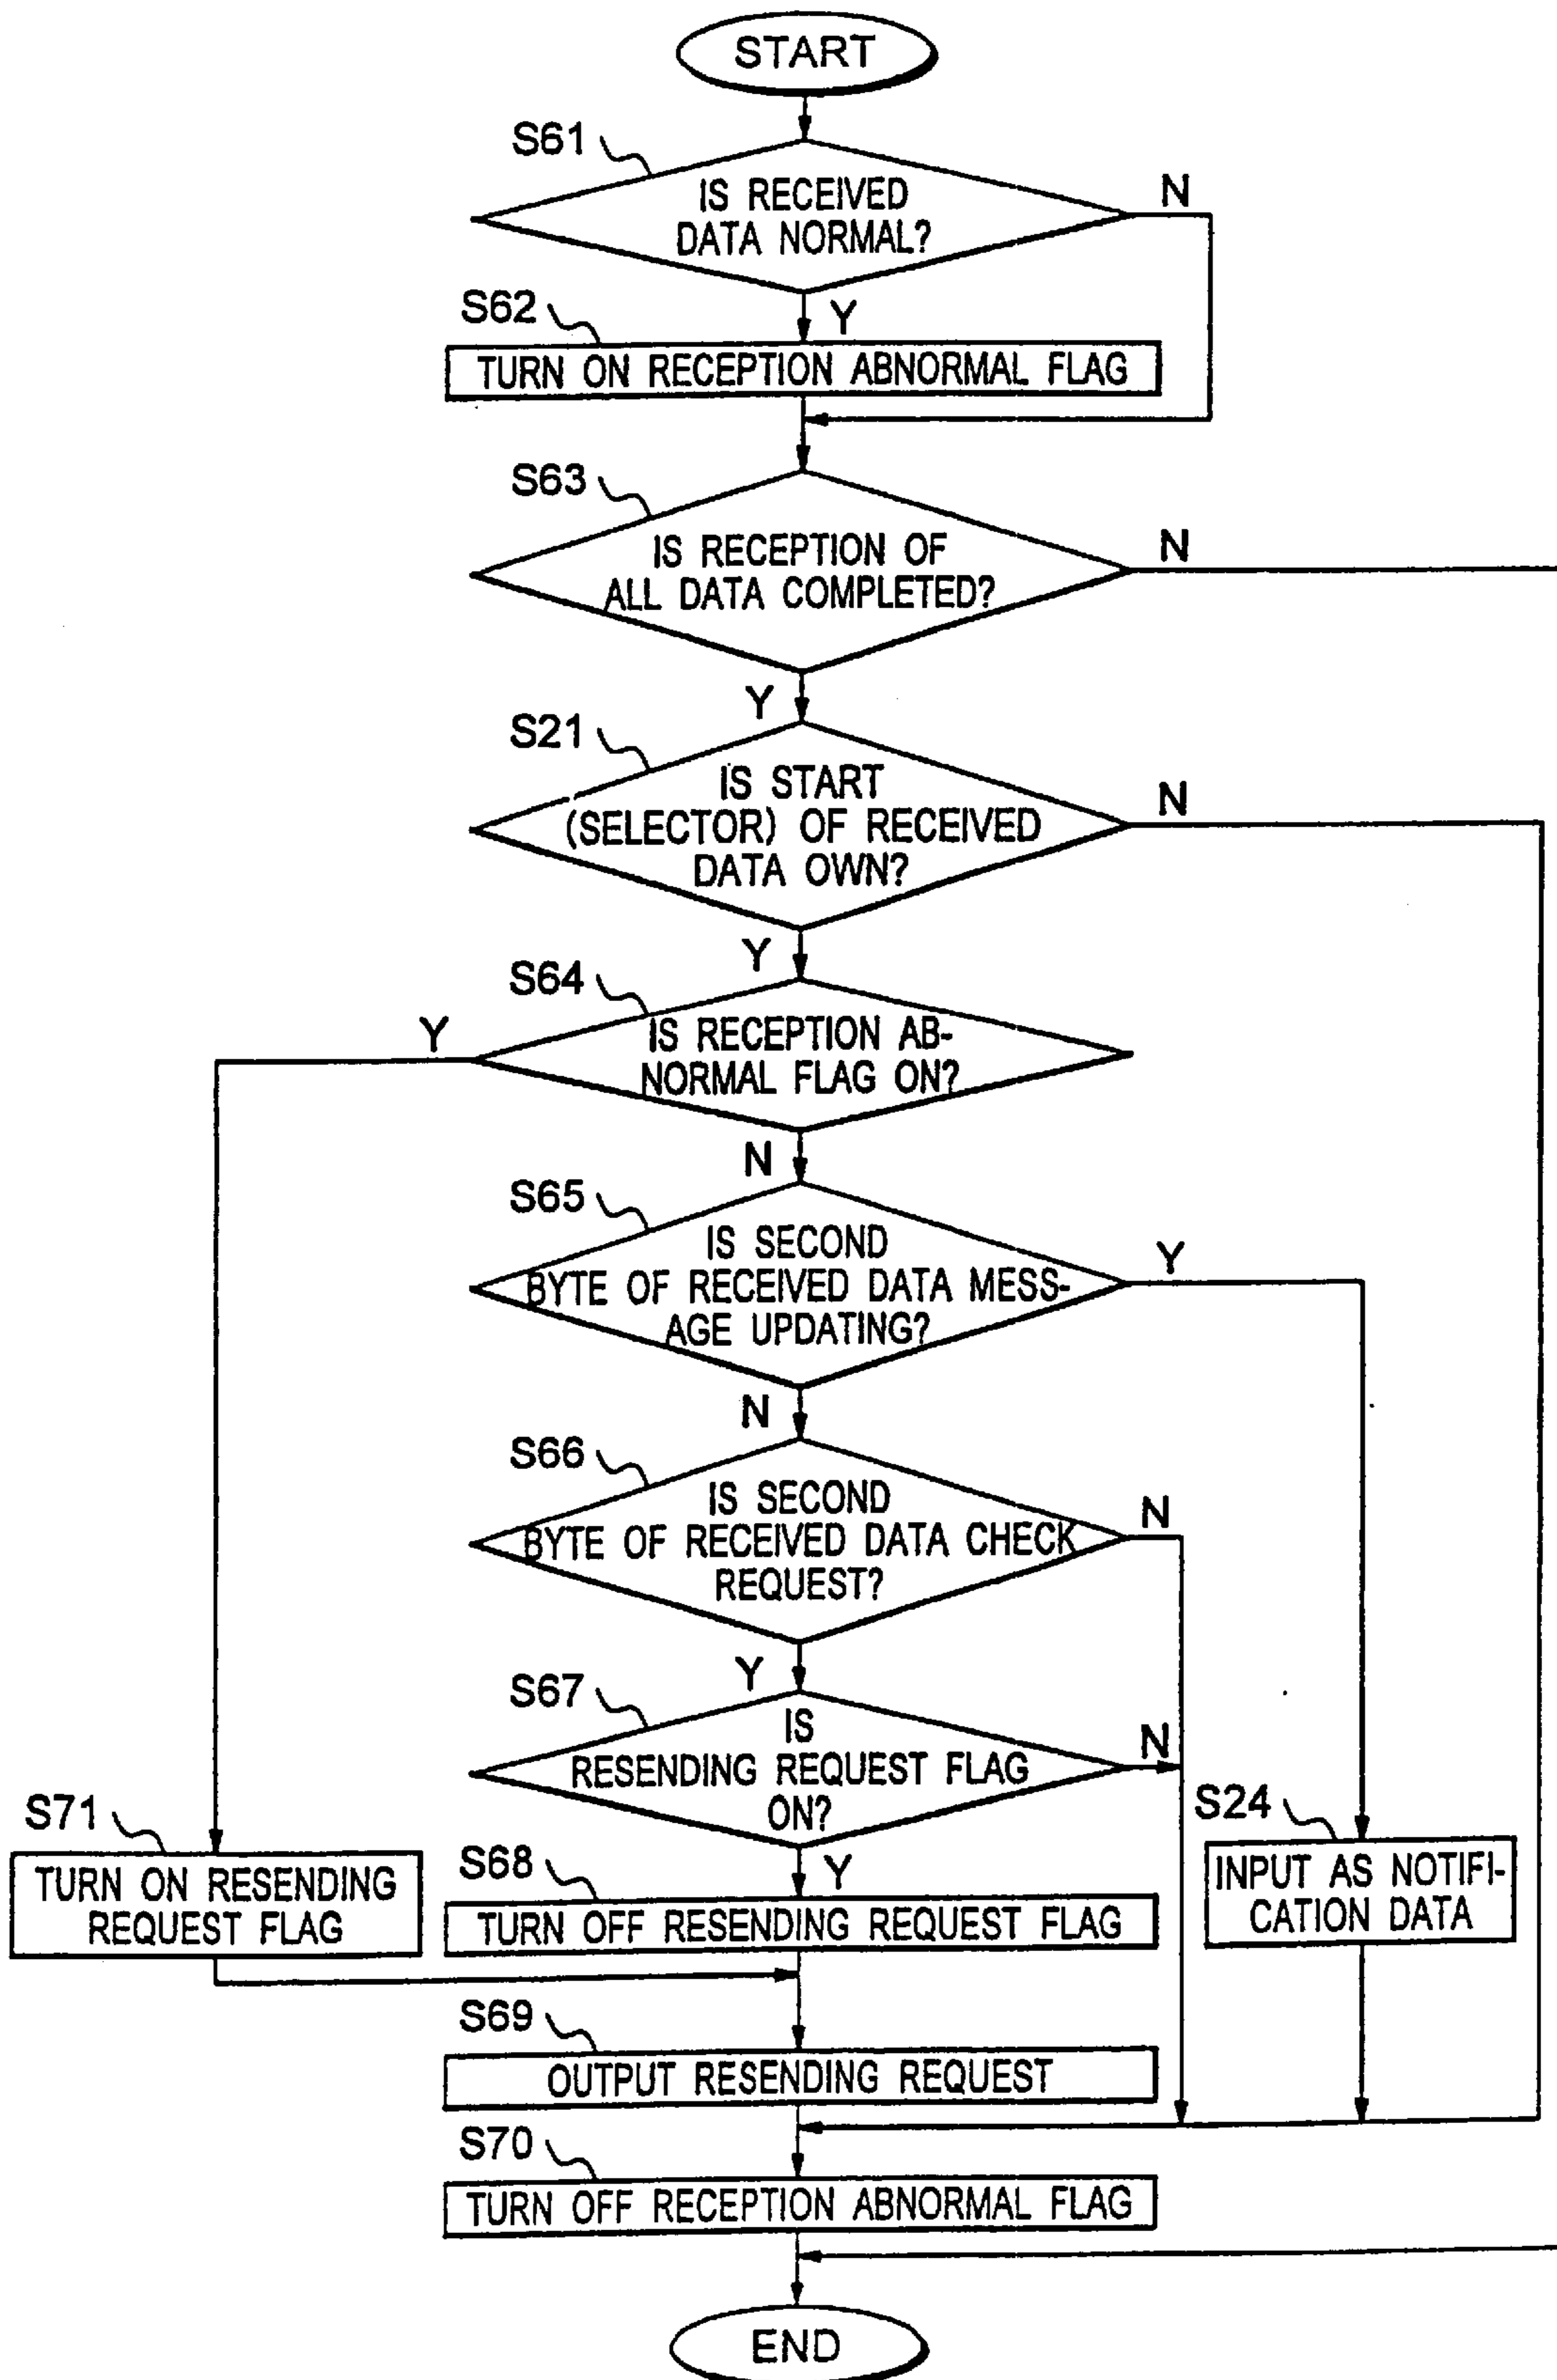 START
S61
IS RECEIVED
DATA NORMAL?
N
Y
S62
TURN ON RECEPTION ABNORMAL FLAG
S63
IS RECEPTION OF
ALL DATA COMPLETED?
N
Y
S21
IS START
(SELECTOR) OF RECEIVED
DATA OWN?
N
Y
S64
IS RECEPTION AB-
NORMAL FLAG ON?
Y
N
S65
IS SECOND
BYTE OF RECEIVED DATA MESS-
AGE UPDATING?
Y
N
S66
IS SECOND
BYTE OF RECEIVED DATA CHECK
REQUEST?
N
Y
S67
IS
RESENDING REQUEST FLAG
ON?
N
Y
S71
TURN ON RESENDING
REQUEST FLAG
S68
TURN OFF RESENDING REQUEST FLAG
S24
INPUT AS NOTIFI-
CATION DATA
S69
OUTPUT RESENDING REQUEST
S70
TURN OFF RECEPTION ABNORMAL FLAG
END